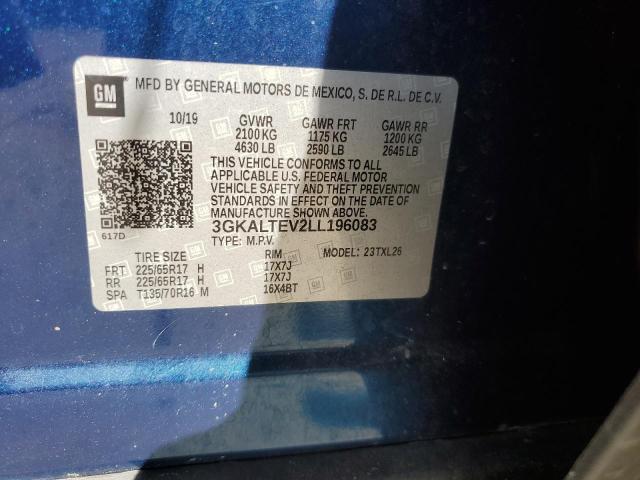 GM
MFD BY GENERAL MOTORS DE MEXICO, S. DE R.L. DE C.V.
10/19 GVWR GAWR FRT GAWR RR
2100 KG 1175 KG 1200 KG
4630 LB 2590 LB 2645 LB
THIS VEHICLE CONFORMS TO ALL
APPLICABLE U.S. FEDERAL MOTOR
VEHICLE SAFETY AND THEFT PREVENTION
STANDARDS IN EFFECT ON THE DATE OF
MANUFACTURE SHOWN ABOVE.
617D
3GKALTEV2LL196083
TYPE: M.P.V. MODEL: 23TXL26
TIRE SIZE RIM
FRT 225/65R17 H 17X7J
RR 225/65R17 H 17X7J
SPA T135/70R16 M 16X4BT